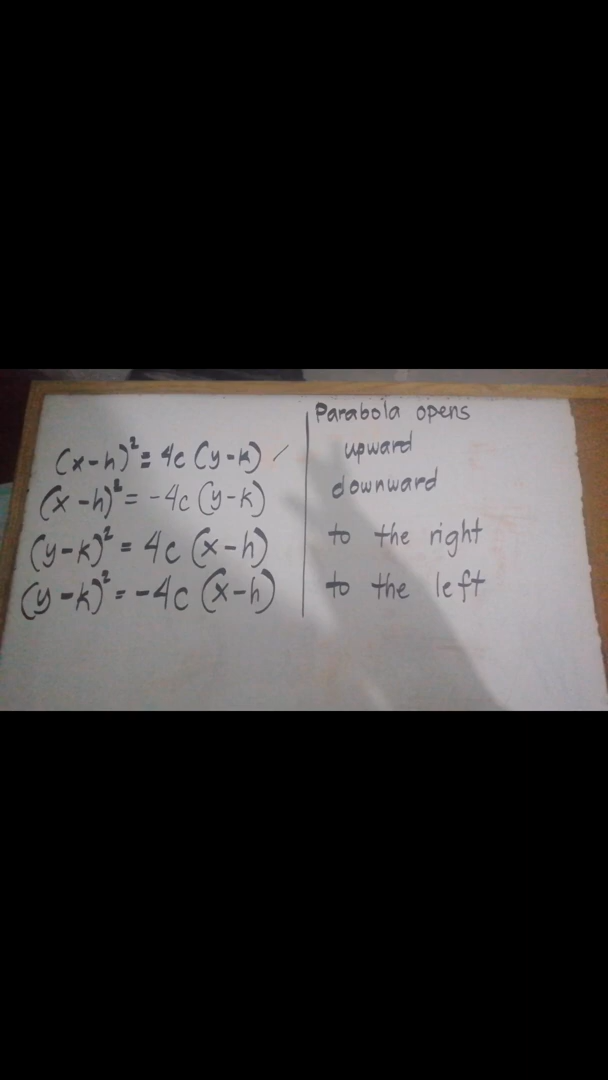 Parabola opens
(x-h)²= 4c (y-k) upward
(x-h)²= -4c (y-k) downward
(y-k)² = 4c (x-h) to the right
(y-k)² = -4c (x-h) to the left